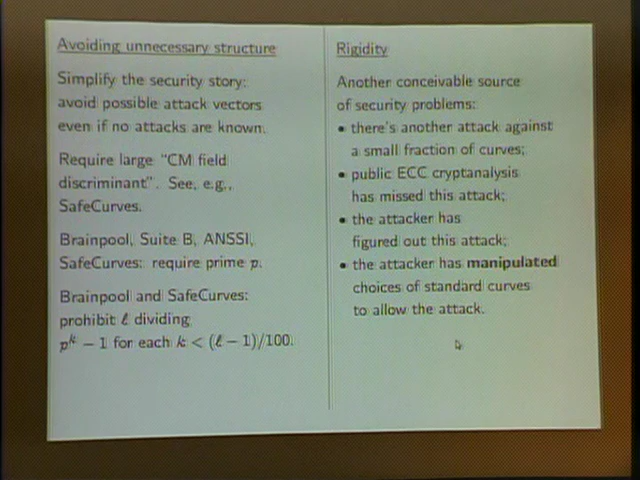 Avoiding unnecessary structure
Simplify the security story:
avoid possible attack vectors
even if no attacks are known.
Require large "CM field
discriminant". See, e.g.,
SafeCurves.
Brainpool, Suite B, ANSSI,
SafeCurves: require prime p.
Brainpool and SafeCurves:
prohibit ℓ dividing
p^k − 1 for each k < (ℓ − 1)/100.
Rigidity
Another conceivable source
of security problems:
• there's another attack against
a small fraction of curves;
• public ECC cryptanalysis
has missed this attack;
• the attacker has
figured out this attack;
• the attacker has manipulated
choices of standard curves
to allow the attack.